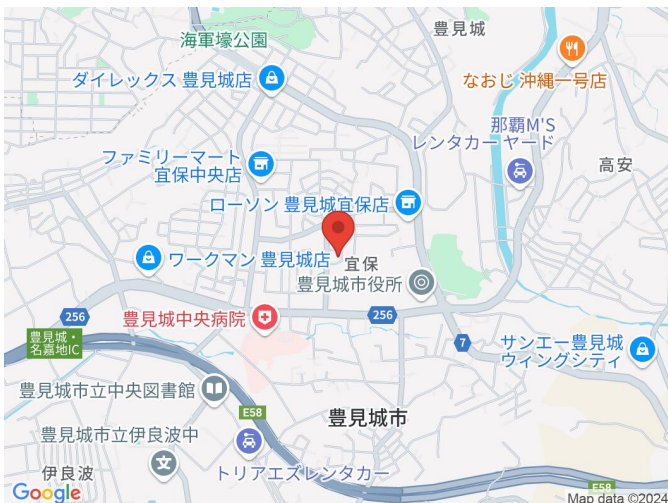 豊見城
海軍壕公園
ダイレックス 豊見城店
なおじ 沖縄一号店
那覇M'S
レンタカー ヤード
ファミリーマート
宜保中央店
高安
ローソン 豊見城宜保店
ワークマン 豊見城店
宜保
豊見城市役所
256
豊見城中央病院
256
豊見城・
名嘉地IC
7
サンエー豊見城
ウィングシティ
豊見城市立中央図書館
E58
豊見城市
豊見城市立伊良波中
伊良波
トリアエズレンタカー
E58
Google
Map data ©2024